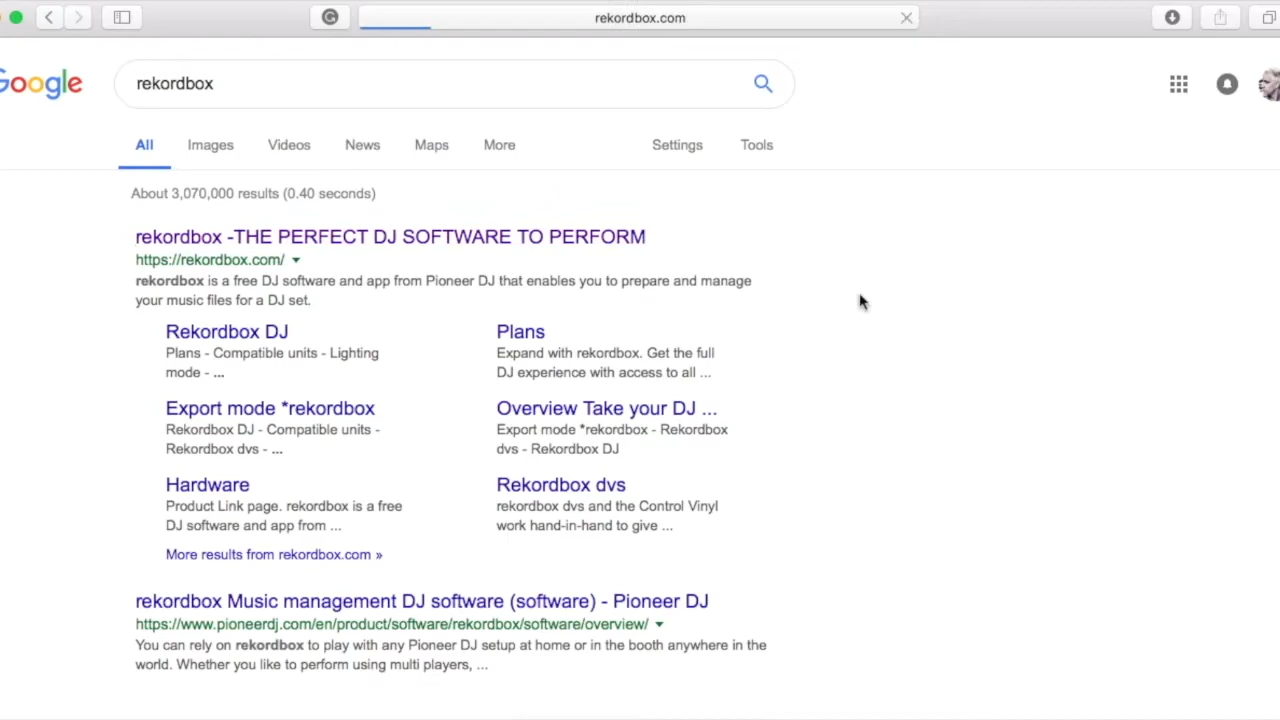 rekordbox.com
Google
rekordbox
All Images Videos News Maps More Settings Tools
About 3,070,000 results (0.40 seconds)
rekordbox -THE PERFECT DJ SOFTWARE TO PERFORM
https://rekordbox.com/
rekordbox is a free DJ software and app from Pioneer DJ that enables you to prepare and manage
your music files for a DJ set.
Rekordbox DJ
Plans - Compatible units - Lighting
mode - ...
Plans
Expand with rekordbox. Get the full
DJ experience with access to all ...
Export mode *rekordbox
Rekordbox DJ - Compatible units -
Rekordbox dvs - ...
Overview Take your DJ ...
Export mode *rekordbox - Rekordbox
dvs - Rekordbox DJ
Hardware
Product Link page. rekordbox is a free
DJ software and app from ...
Rekordbox dvs
rekordbox dvs and the Control Vinyl
work hand-in-hand to give ...
More results from rekordbox.com »
rekordbox Music management DJ software (software) - Pioneer DJ
https://www.pioneerdj.com/en/product/software/rekordbox/software/overview/
You can rely on rekordbox to play with any Pioneer DJ setup at home or in the booth anywhere in the
world. Whether you like to perform using multi players, ...